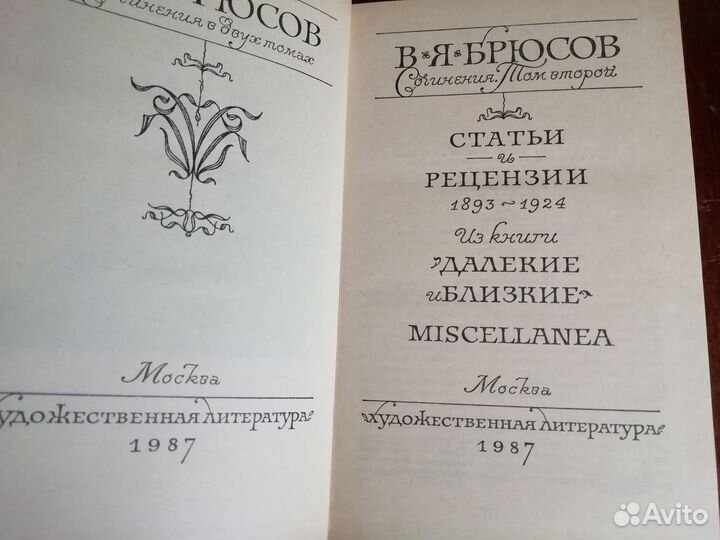 БРЮСОВ
Сочинения в двух томах
Москва
ХУДОЖЕСТВЕННАЯ ЛИТЕРАТУРА
1987
В·Я·БРЮСОВ
Сочинения. Том второй
СТАТЬИ
и
РЕЦЕНЗИИ
1893~1924
Из книги
"ДАЛЕКИЕ
и БЛИЗКИЕ"
MISCELLANEA
Москва
«ХУДОЖЕСТВЕННАЯ ЛИТЕРАТУРА»
1987
Avito